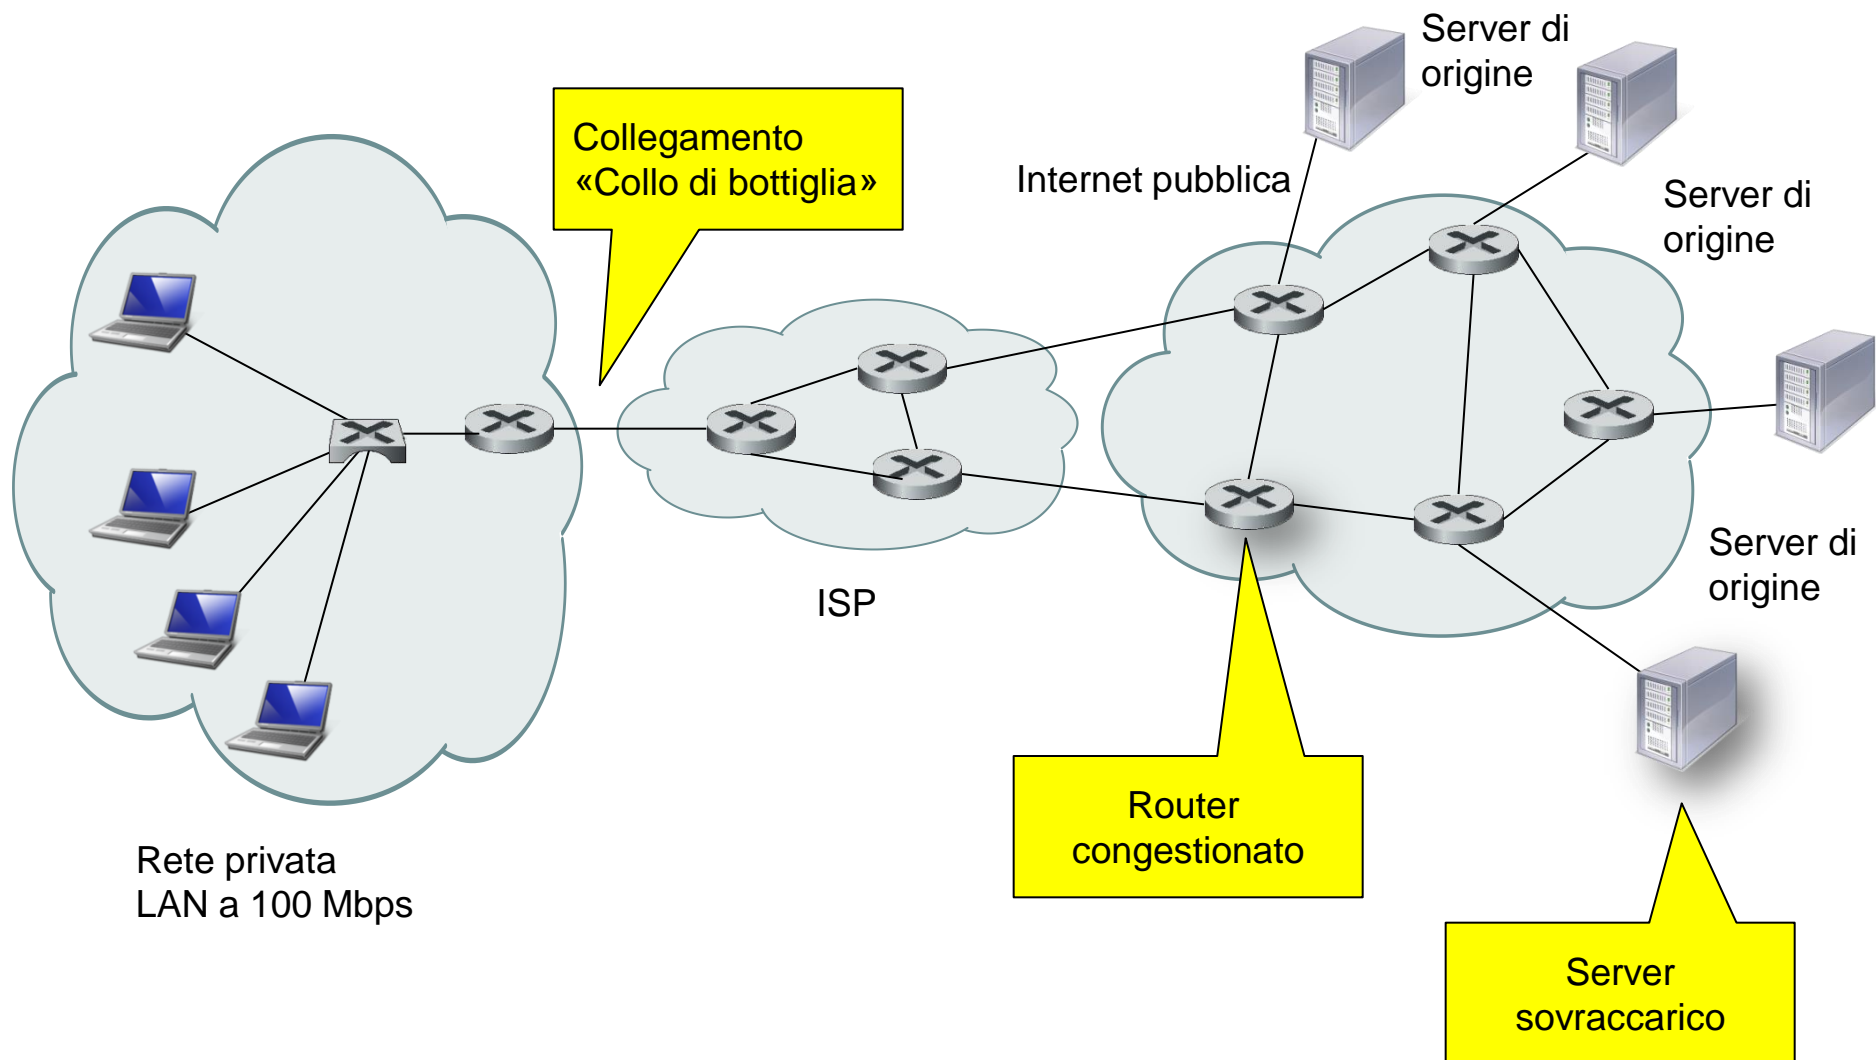 Server di
origine
Collegamento
«Collo di bottiglia»
Internet pubblica
Server di
origine
Server di
origine
ISP
Router
congestionato
Rete privata
LAN a 100 Mbps
Server
sovraccarico